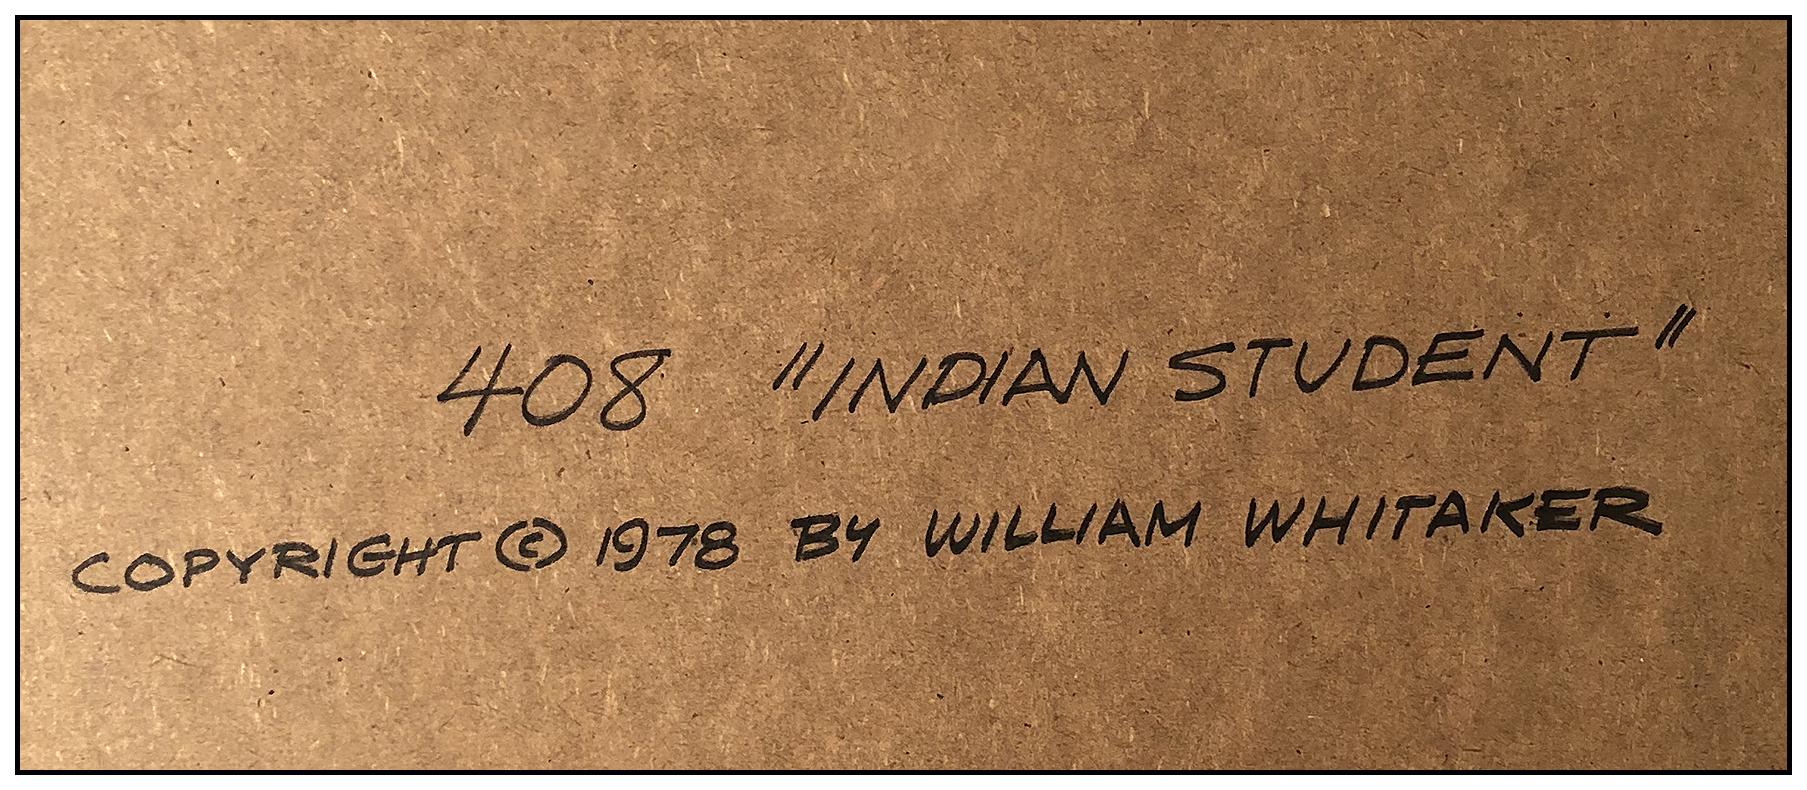 408 "INDIAN STUDENT"
COPYRIGHT © 1978 BY WILLIAM WHITAKER